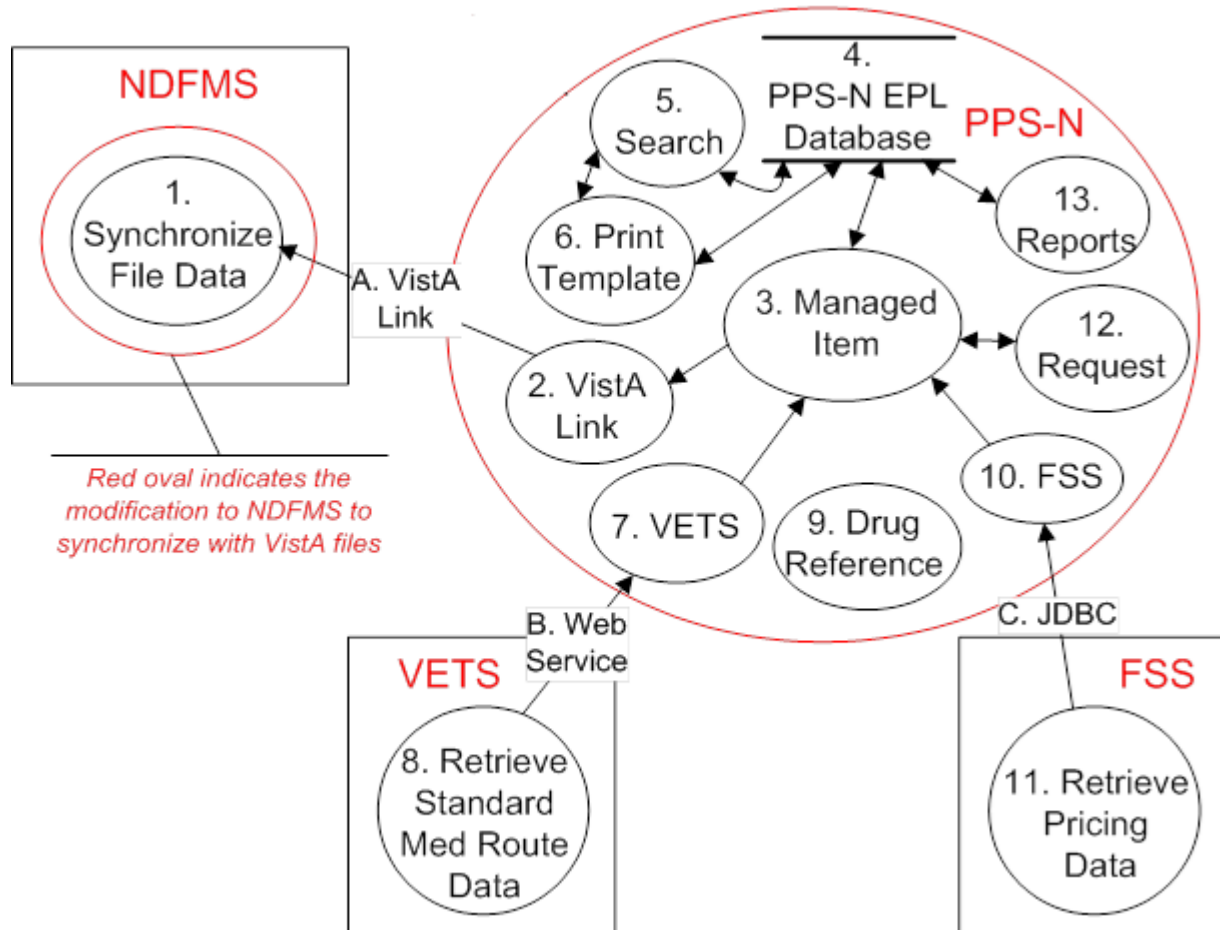 NDFMS
1.
Synchronize
File Data
A. VistA
Link
Red oval indicates the
modification to NDFMS to
synchronize with VistA files
PPS-N
4.
PPS-N EPL
Database
5.
Search
6. Print
Template
13.
Reports
3. Managed
Item
12.
Request
2. VistA
Link
10. FSS
7. VETS
9. Drug
Reference
B. Web
Service
C. JDBC
VETS
8. Retrieve
Standard
Med Route
Data
FSS
11. Retrieve
Pricing
Data